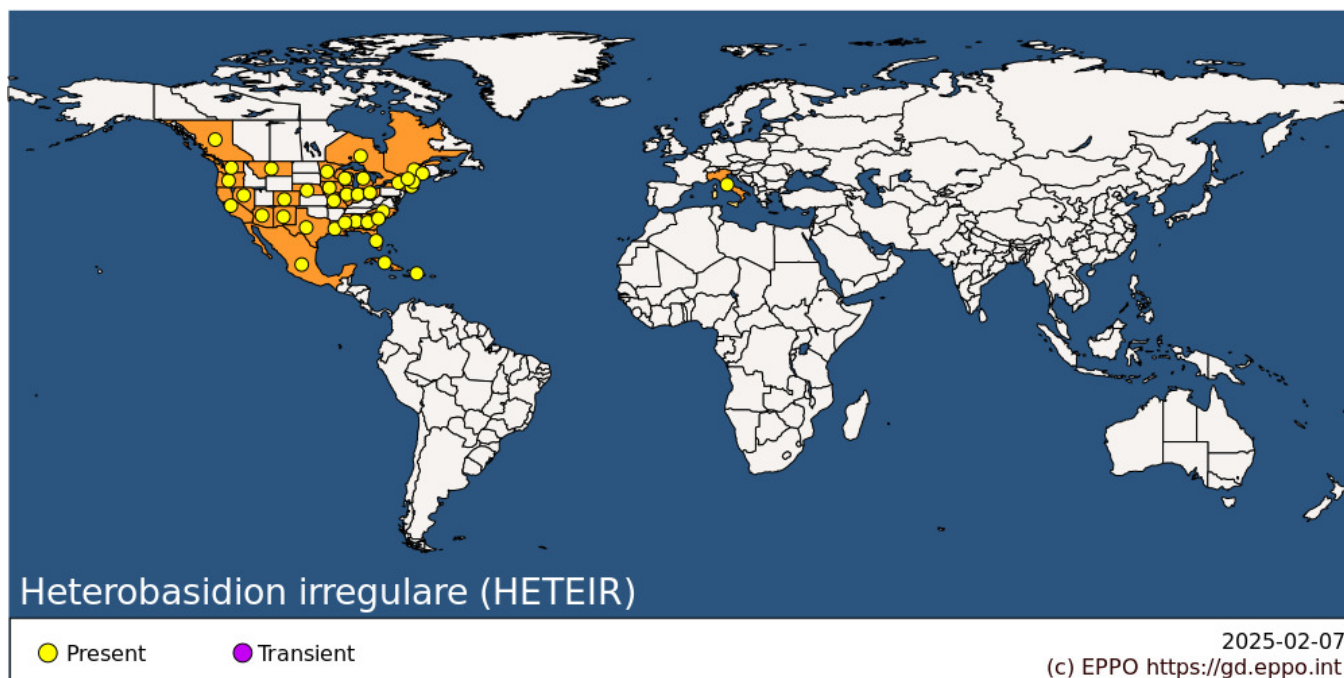 Heterobasidion irregulare (HETEIR)
Present
Transient
2025-02-07
(c) EPPO https://gd.eppo.int